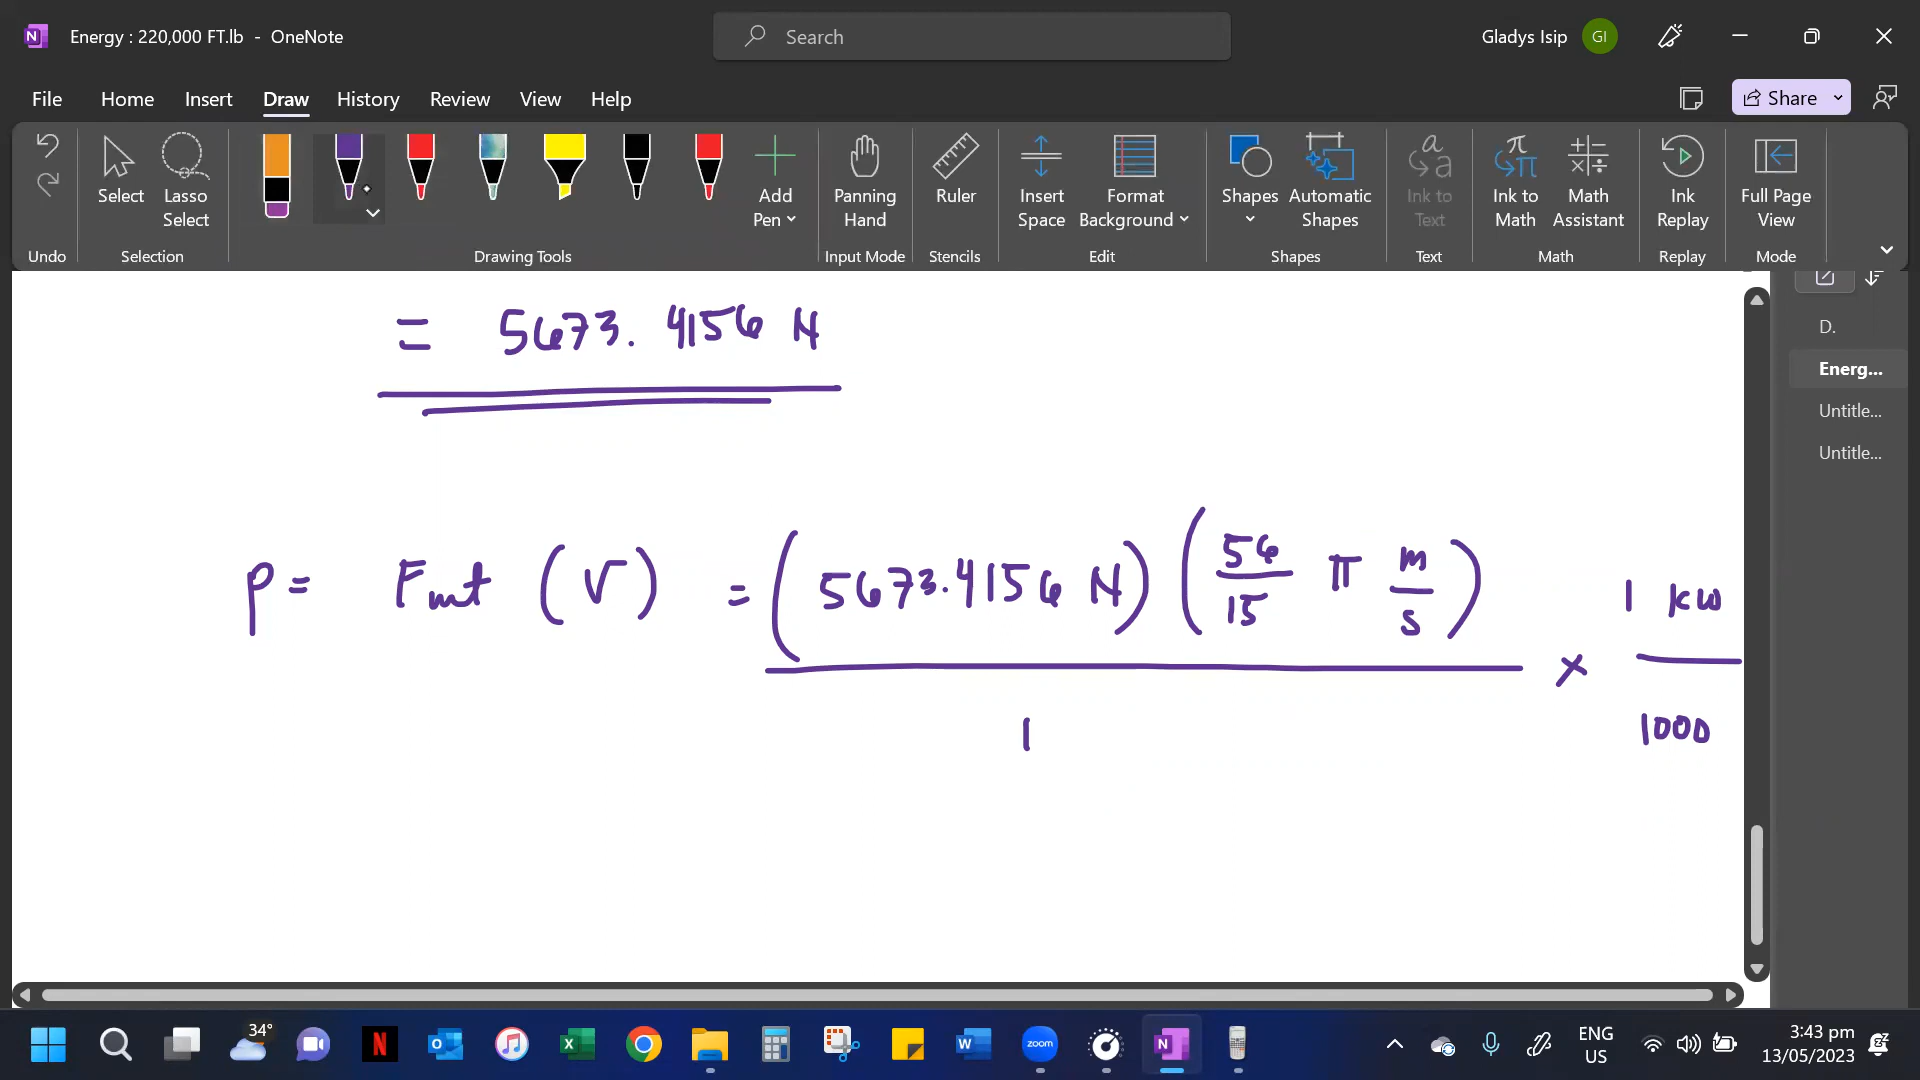 Energy : 220,000 FT.lb - OneNote
Search
Gladys Isip
GI
File Home Insert Draw History Review View Help
Share
Select
Lasso Select
Add Pen
Panning Hand
Ruler
Insert Space
Format Background
Shapes
Automatic Shapes
Ink to Text
Ink to Math
Math Assistant
Ink Replay
Full Page View
Undo Selection Drawing Tools Input Mode Stencils Edit Shapes Text Math Replay Mode
D.
Energ...
Untitle...
Untitle...
= 5673.4156 N
P = Fmt (V) = (5673.4156 N) (56/15 π m/s) / 1 × 1 kW / 1000
34°
zoom
ENG
US
3:43 pm
13/05/2023